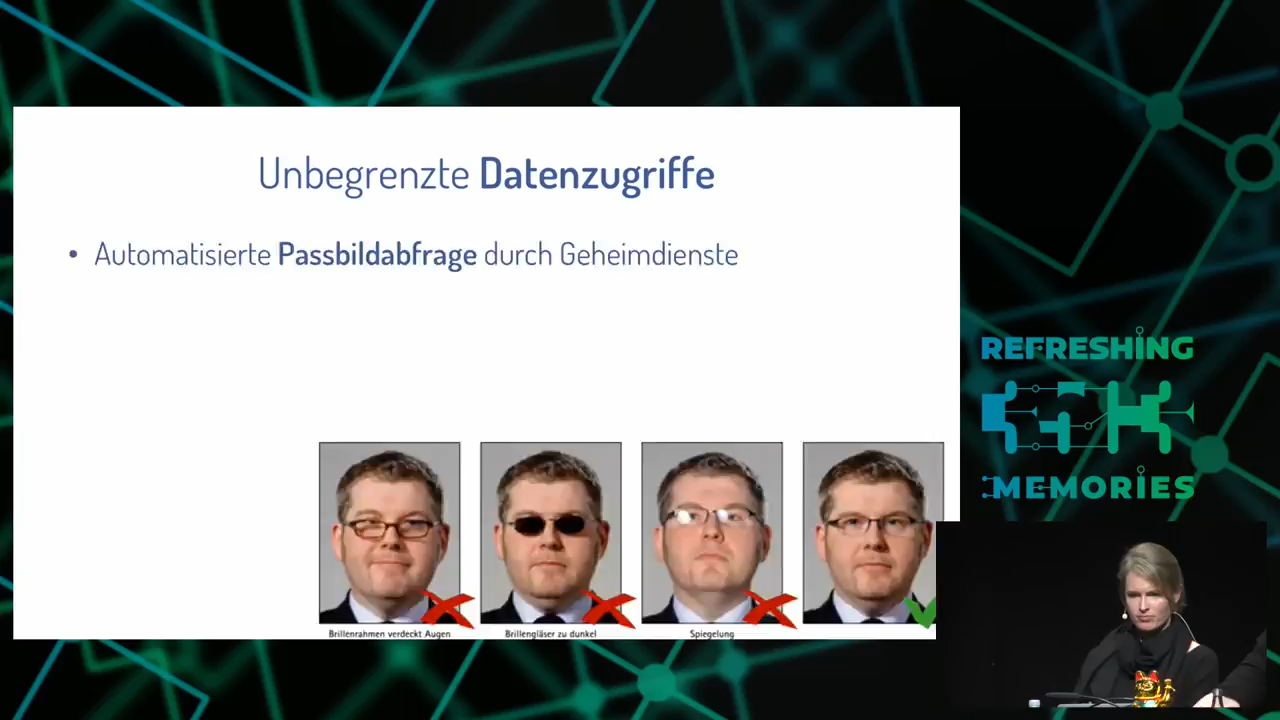 Unbegrenzte Datenzugriffe
• Automatisierte Passbildabfrage durch Geheimdienste
Brillenrahmen verdeckt Augen
Brillengläser zu dunkel
Spiegelung
REFRESHING
MEMORIES